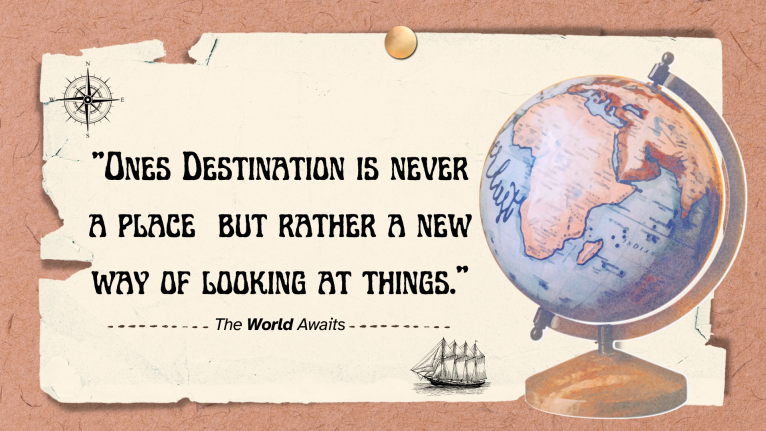 N
W E
S
"Ones Destination is never
a place but rather a new
way of looking at things."
The World Awaits